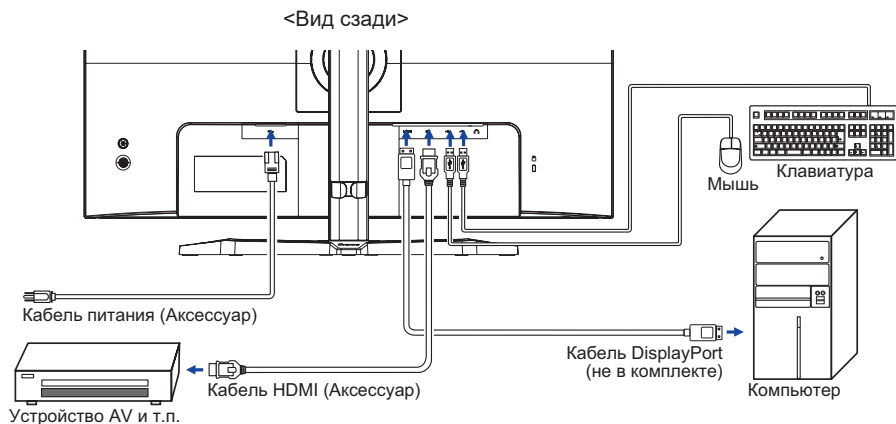 <Вид сзади>
Мышь
Клавиатура
Кабель питания (Аксессуар)
Кабель DisplayPort
(не в комплекте)
Кабель HDMI (Аксессуар)
Компьютер
Устройство AV и т.п.